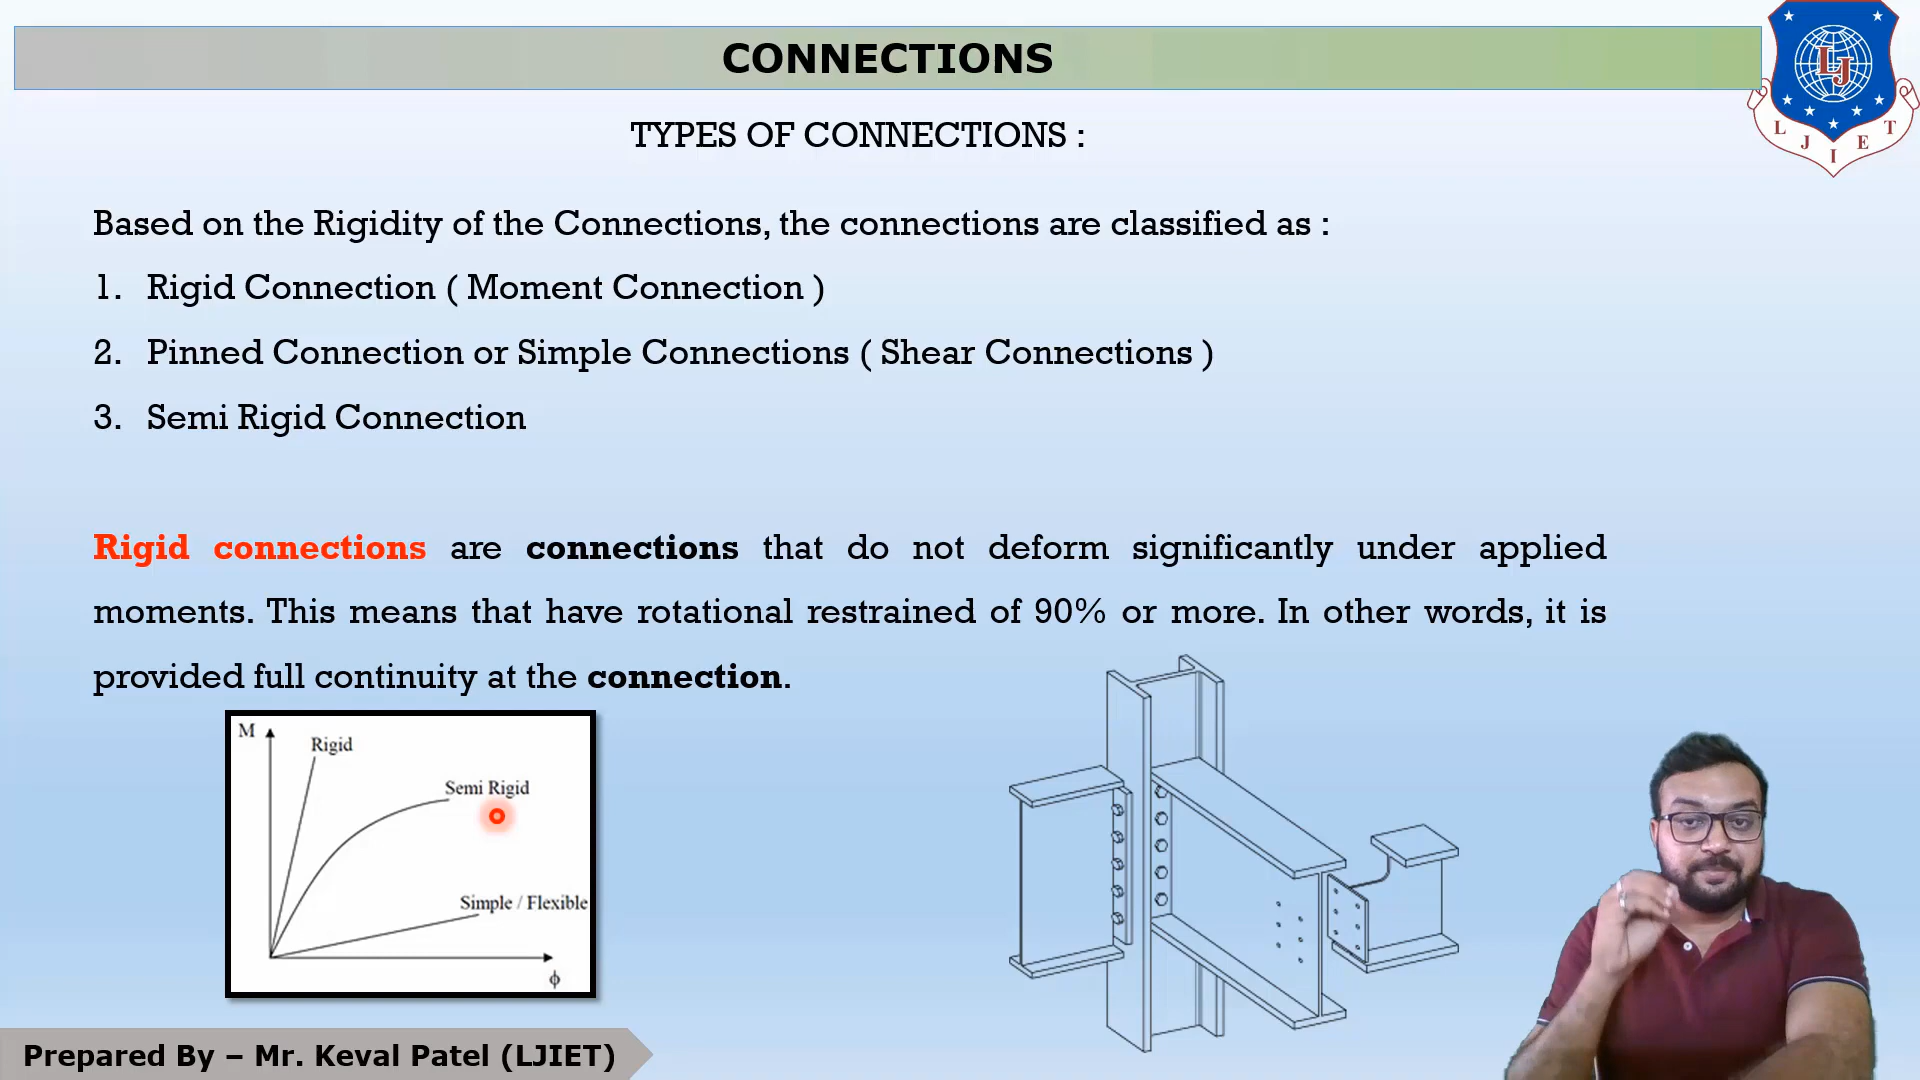 CONNECTIONS
TYPES OF CONNECTIONS :
LJ
L J I E T
Based on the Rigidity of the Connections, the connections are classified as :
1. Rigid Connection ( Moment Connection )
2. Pinned Connection or Simple Connections ( Shear Connections )
3. Semi Rigid Connection
Rigid connections are connections that do not deform significantly under applied
moments. This means that have rotational restrained of 90% or more. In other words, it is
provided full continuity at the connection.
M
Rigid
Semi Rigid
Simple / Flexible
ϕ
Prepared By – Mr. Keval Patel (LJIET)